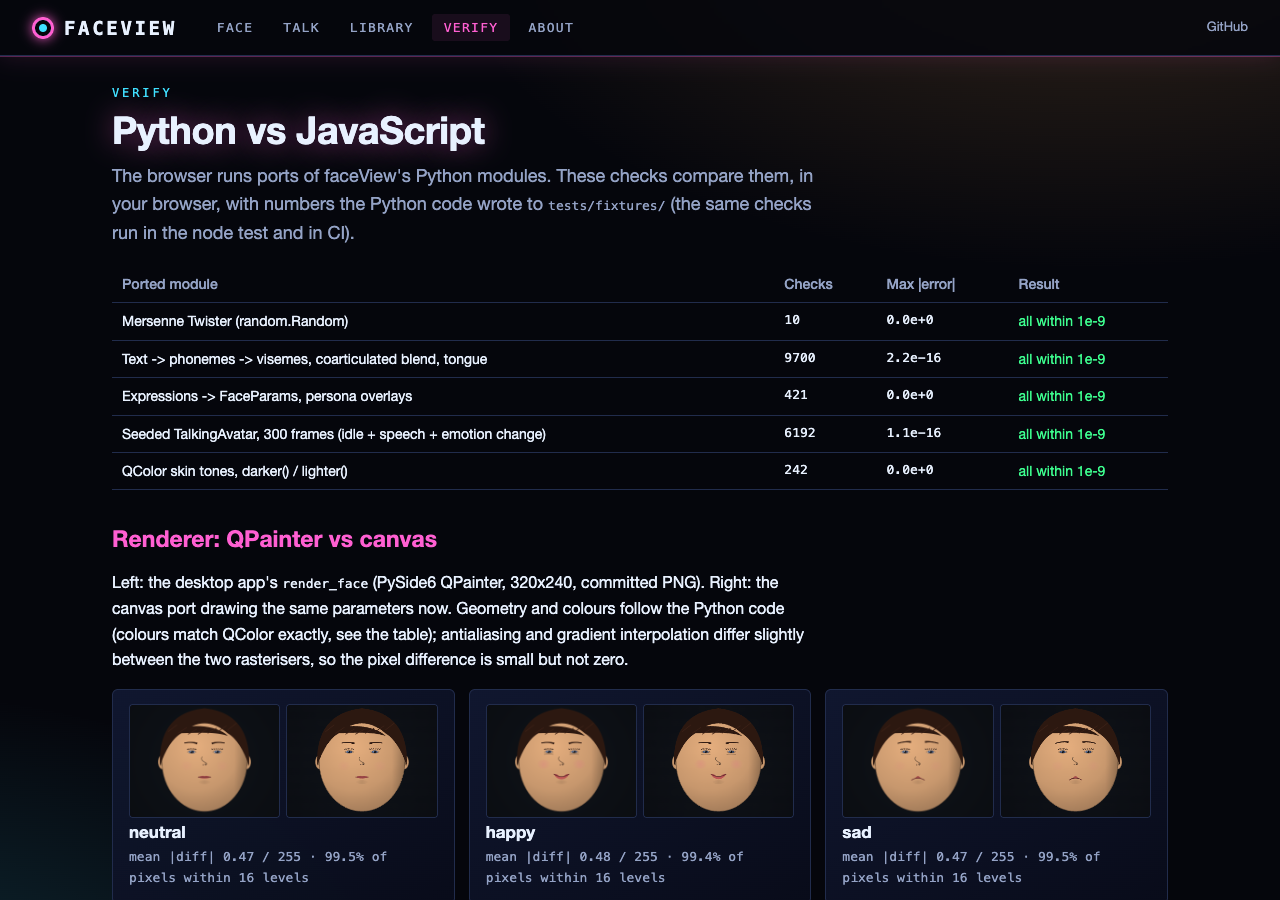 FACEVIEW FACE TALK LIBRARY VERIFY ABOUT GitHub
VERIFY
Python vs JavaScript
The browser runs ports of faceView's Python modules. These checks compare them, in
your browser, with numbers the Python code wrote to tests/fixtures/ (the same checks
run in the node test and in CI).
Ported module Checks Max |error| Result
Mersenne Twister (random.Random) 10 0.0e+0 all within 1e-9
Text -> phonemes -> visemes, coarticulated blend, tongue 9700 2.2e-16 all within 1e-9
Expressions -> FaceParams, persona overlays 421 0.0e+0 all within 1e-9
Seeded TalkingAvatar, 300 frames (idle + speech + emotion change) 6192 1.1e-16 all within 1e-9
QColor skin tones, darker() / lighter() 242 0.0e+0 all within 1e-9
Renderer: QPainter vs canvas
Left: the desktop app's render_face (PySide6 QPainter, 320x240, committed PNG). Right: the
canvas port drawing the same parameters now. Geometry and colours follow the Python code
(colours match QColor exactly, see the table); antialiasing and gradient interpolation differ slightly
between the two rasterisers, so the pixel difference is small but not zero.
neutral
mean |diff| 0.47 / 255 · 99.5% of
pixels within 16 levels
happy
mean |diff| 0.48 / 255 · 99.4% of
pixels within 16 levels
sad
mean |diff| 0.47 / 255 · 99.5% of
pixels within 16 levels